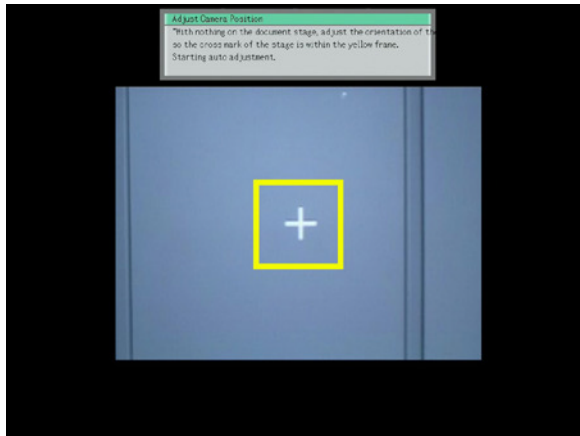 Adjust Camera Position
"With nothing on the document stage, adjust the orientation of th
so the cross mark of the stage is within the yellow frame.
Starting auto adjustment.